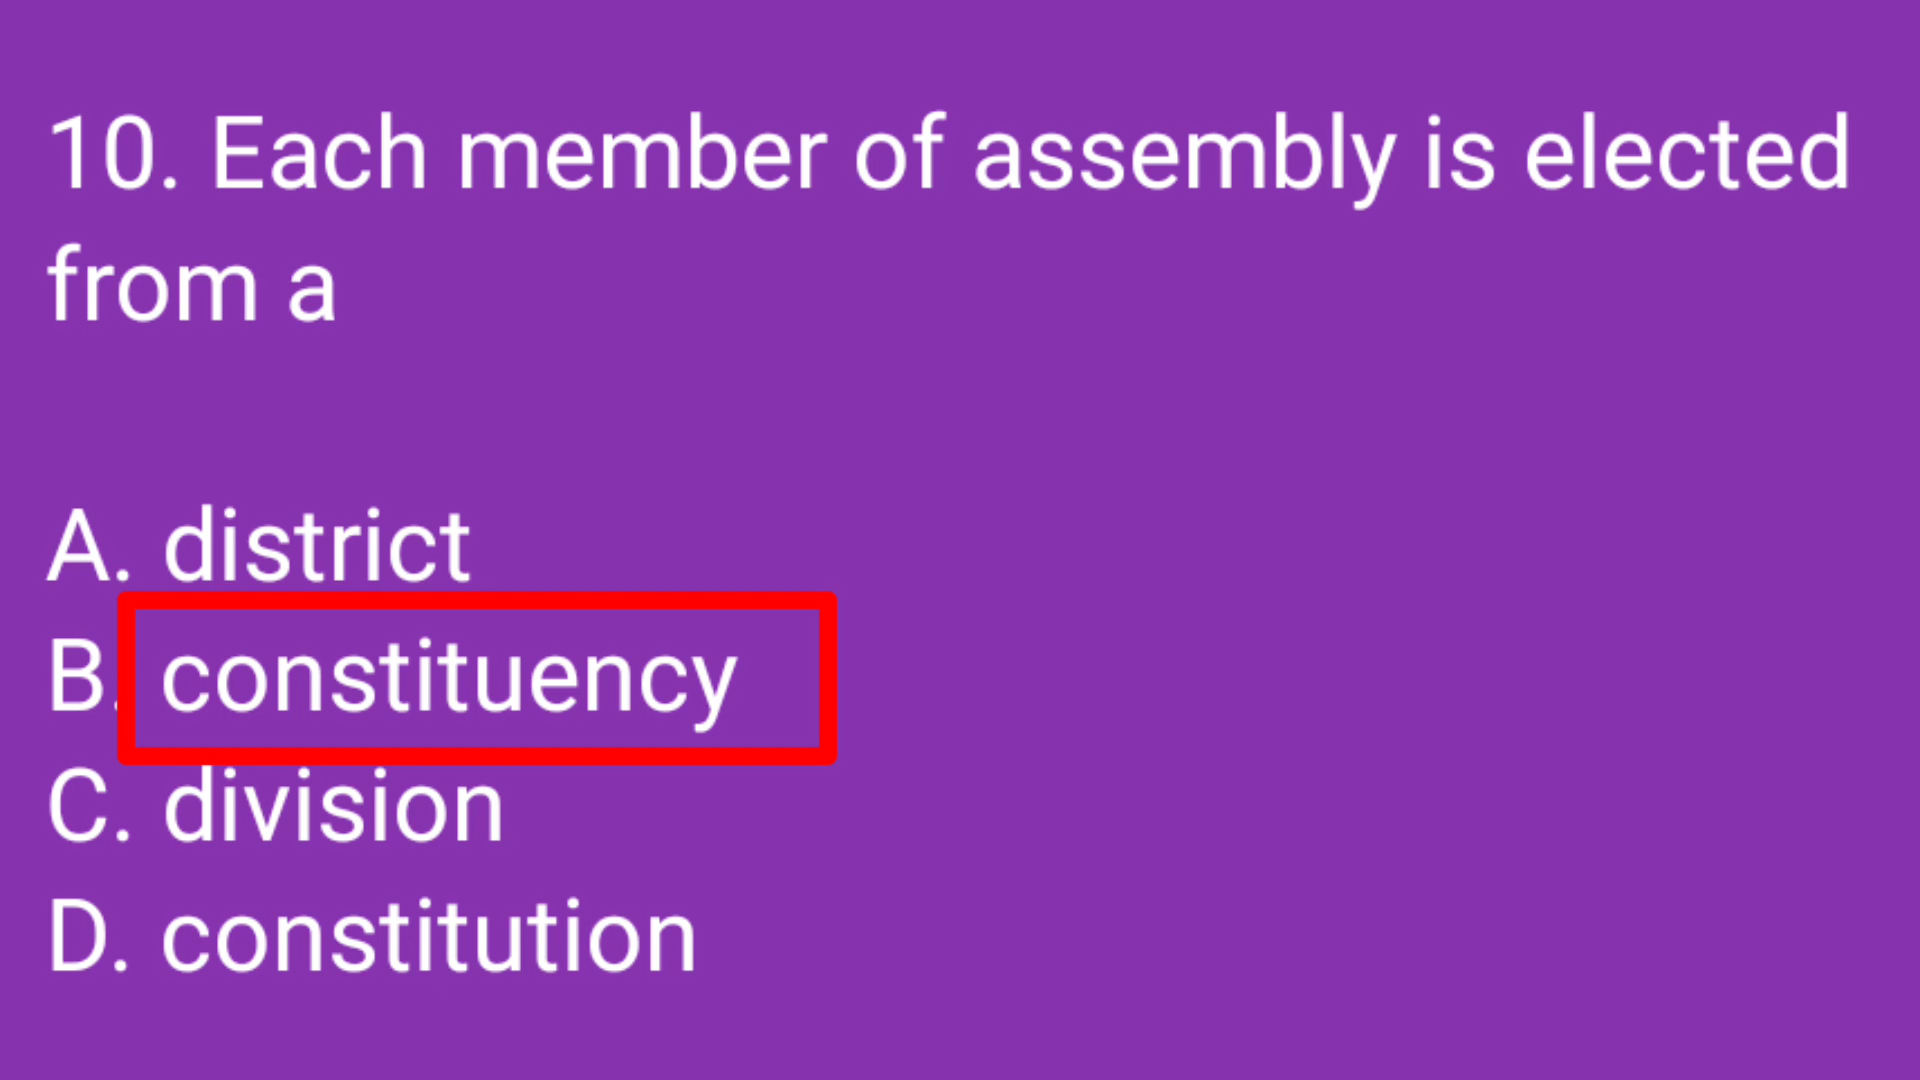 10. Each member of assembly is elected
from a
A. district
B. constituency
C. division
D. constitution